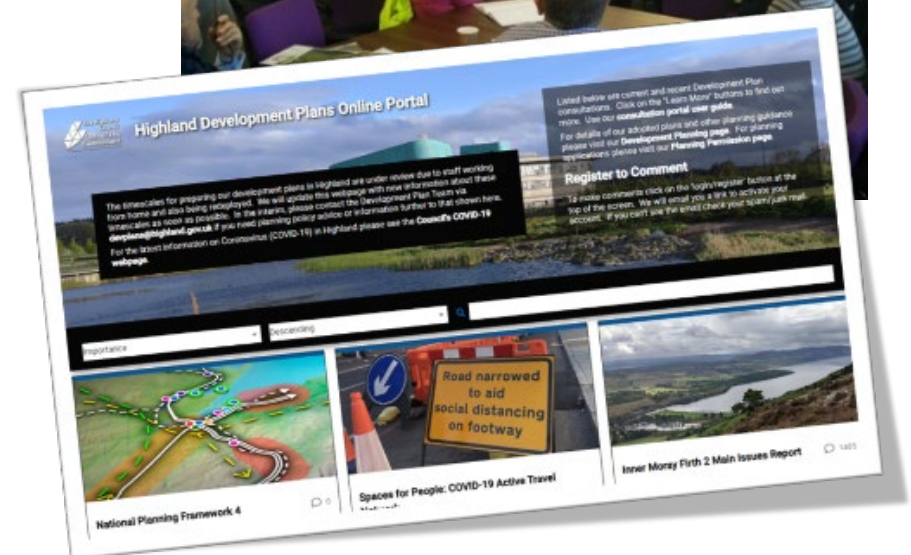 Highland Development Plans Online Portal
The timescales for preparing our development plans in Highland are under review due to staff working
from home and also being redeployed. We will update this webpage with new information about these
timescales as soon as possible. In the interim, please contact the Development Plan Team via
devplans@highland.gov.uk if you need planning policy advice or information further to that shown here.
For the latest information on Coronavirus (COVID-19) in Highland please see the Council's COVID-19
webpage.
Listed below are current and recent Development Plan
consultations. Click on the "Learn More" buttons to find out
more. Use our consultation portal user guide.
For details of our adopted plans and other planning guidance
please visit our Development Planning page. For planning
applications please visit our Planning Permission page.
Register to Comment
To make comments click on the 'login/register' button at the
top of the screen. We will email you a link to activate your
account. If you can't see the email check your spam/junk mail.
Importance
Descending
Road narrowed
to aid
social distancing
on footway
National Planning Framework 4
0
Spaces for People: COVID-19 Active Travel
Inner Moray Firth 2 Main Issues Report